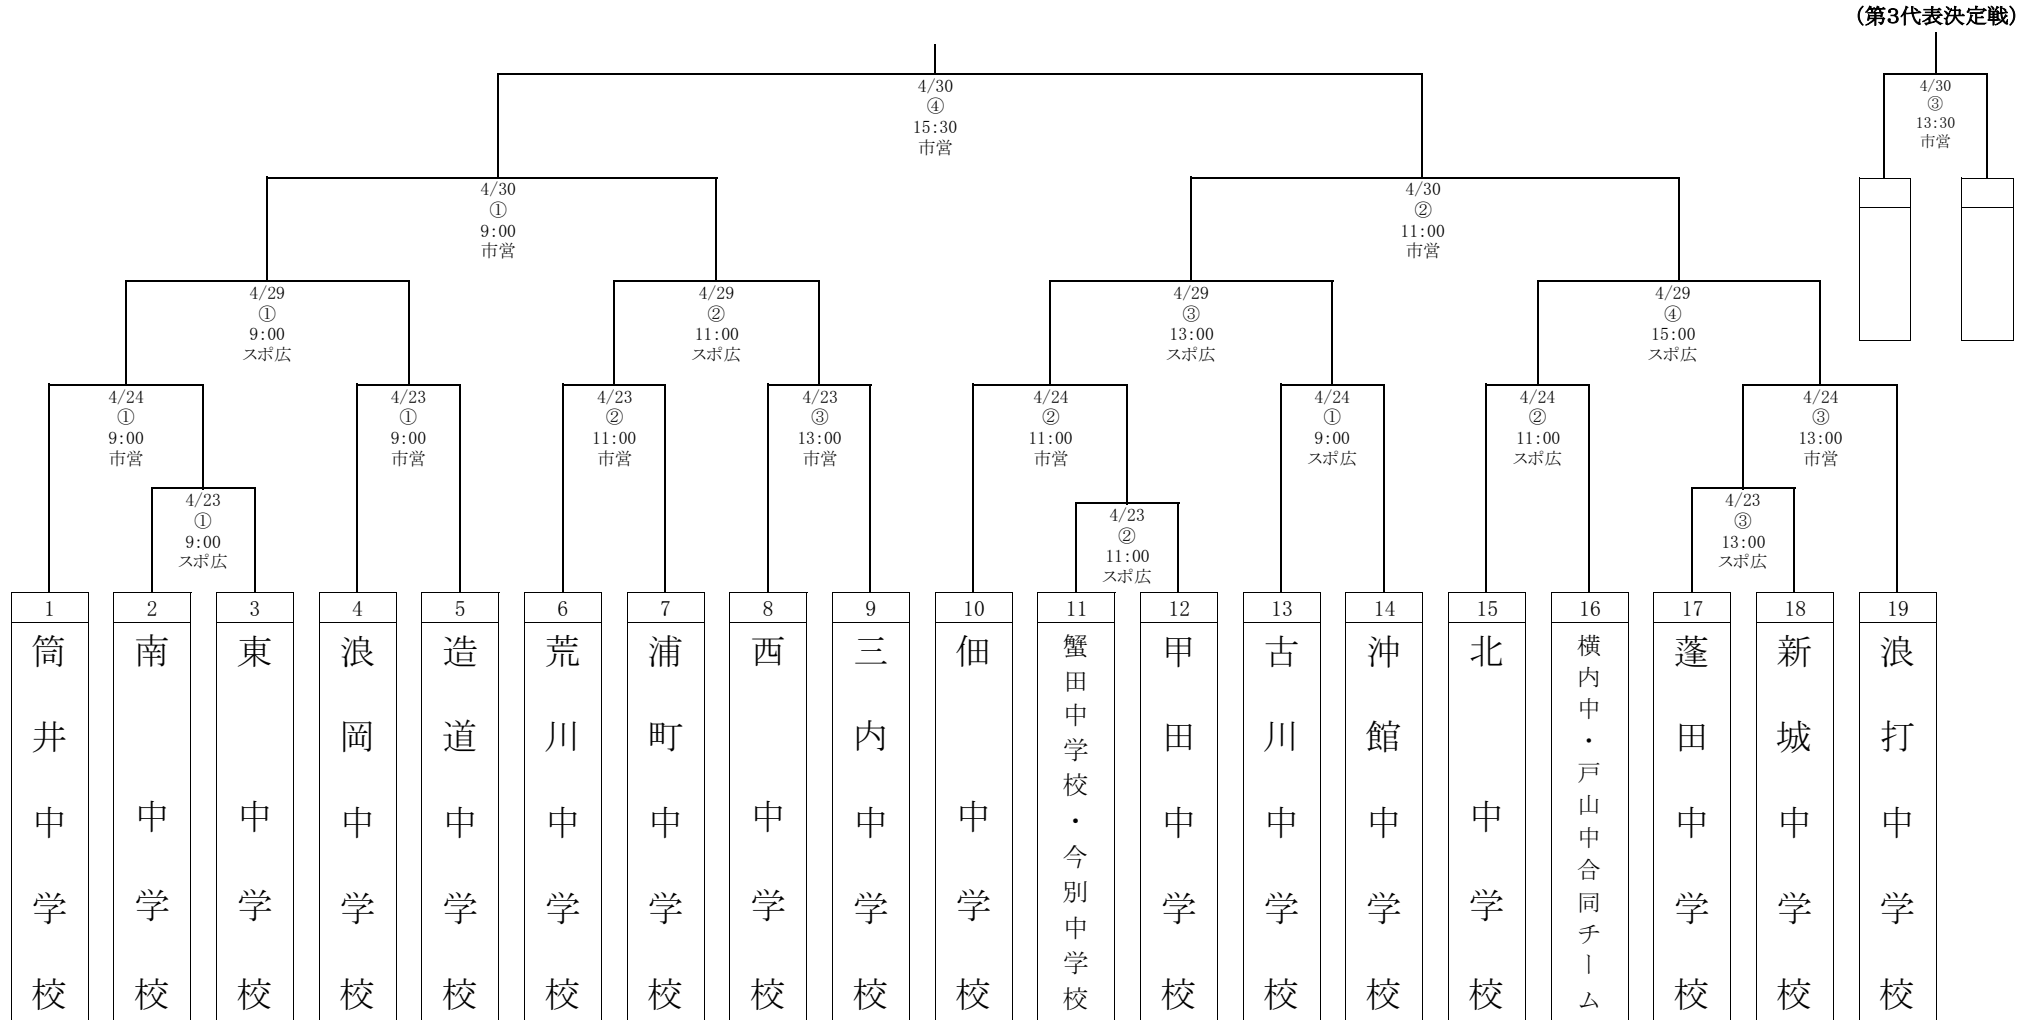 (第3代表決定戦)
4/30
④
15:30
市営
4/30
③
13:30
市営
4/30
①
9:00
市営
4/30
②
11:00
市営
4/29
①
9:00
スポ広
4/29
②
11:00
スポ広
4/29
③
13:00
スポ広
4/29
④
15:00
スポ広
4/24
①
9:00
市営
4/23
①
9:00
市営
4/23
②
11:00
市営
4/23
③
13:00
市営
4/24
②
11:00
市営
4/24
①
9:00
スポ広
4/24
②
11:00
スポ広
4/24
③
13:00
市営
4/23
①
9:00
スポ広
4/23
②
11:00
スポ広
4/23
③
13:00
スポ広
1
筒井中学校
2
南中学校
3
東中学校
4
浪岡中学校
5
造道中学校
6
荒川中学校
7
浦町中学校
8
西中学校
9
三内中学校
10
佃中学校
11
蟹田中学校・今別中学校
12
甲田中学校
13
古川中学校
14
沖館中学校
15
北中学校
16
横内中・戸山中合同チーム
17
蓬田中学校
18
新城中学校
19
浪打中学校